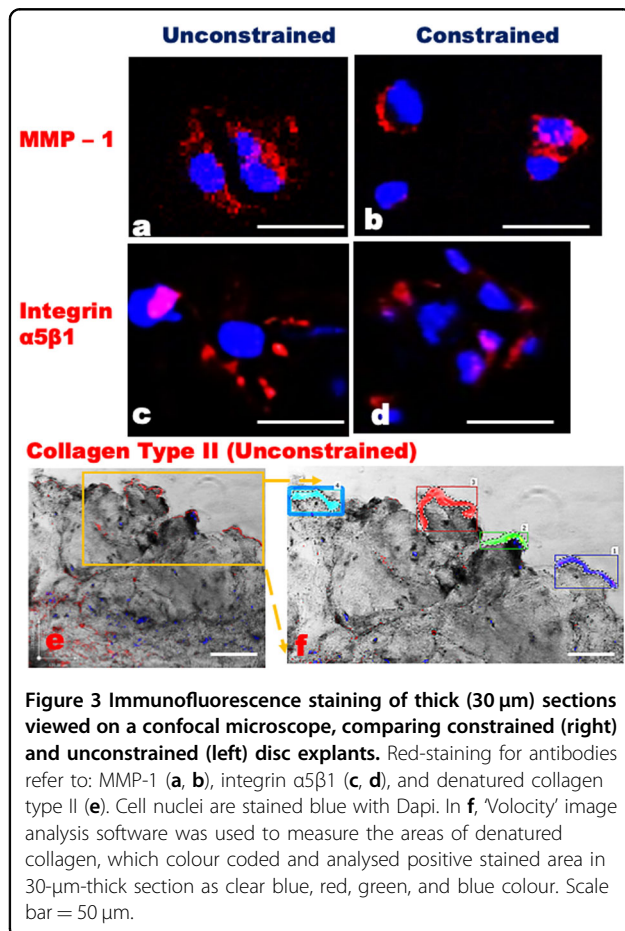 Unconstrained Constrained
MMP – 1
a
b
Integrin
α5β1
c
d
Collagen Type II (Unconstrained)
4
3
2
1
e
f
Figure 3 Immunofluorescence staining of thick (30 μm) sections
viewed on a confocal microscope, comparing constrained (right)
and unconstrained (left) disc explants. Red-staining for antibodies
refer to: MMP-1 (a, b), integrin α5β1 (c, d), and denatured collagen
type II (e). Cell nuclei are stained blue with Dapi. In f, ‘Volocity’ image
analysis software was used to measure the areas of denatured
collagen, which colour coded and analysed positive stained area in
30-μm-thick section as clear blue, red, green, and blue colour. Scale
bar = 50 μm.